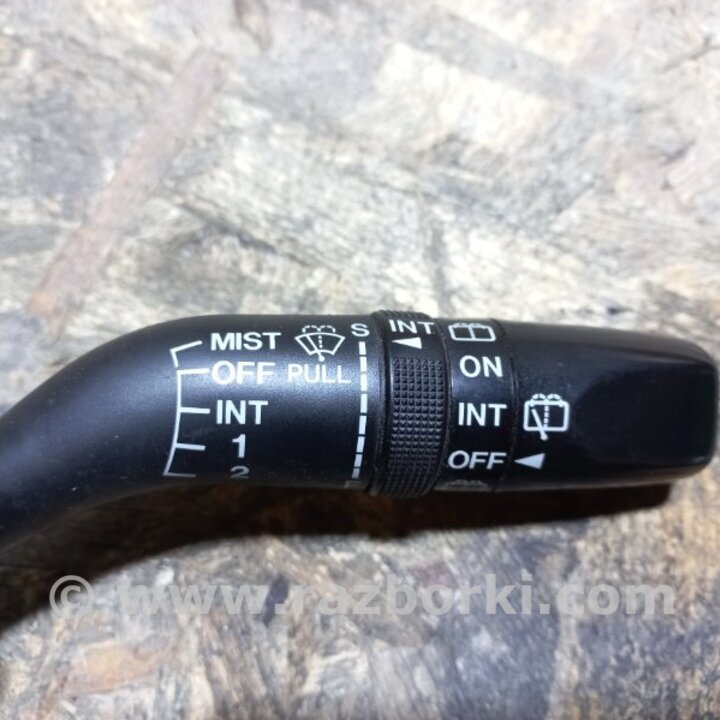 MIST
OFF PULL
INT
1
2
S
INT
ON
INT
OFF
© www.razborki.com